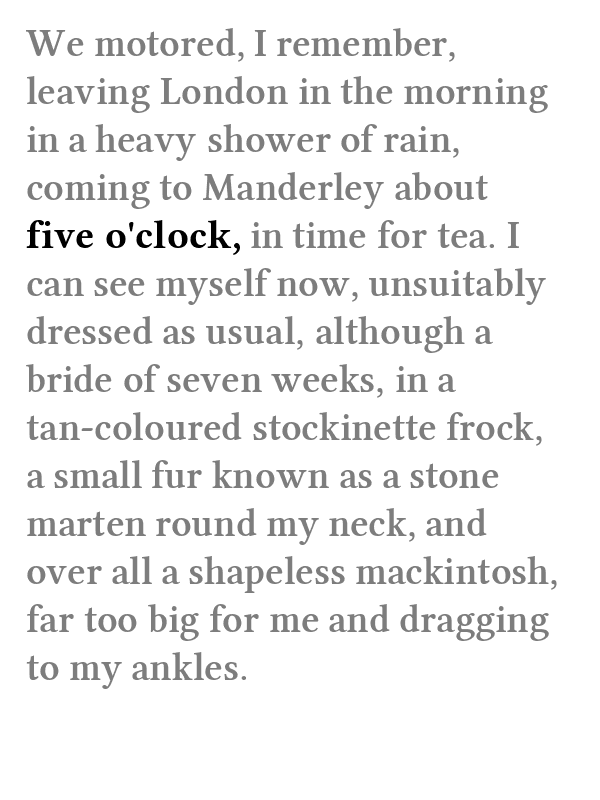 We motored, I remember,
leaving London in the morning
in a heavy shower of rain,
coming to Manderley about
five o'clock, in time for tea. I
can see myself now, unsuitably
dressed as usual, although a
bride of seven weeks, in a
tan-coloured stockinette frock,
a small fur known as a stone
marten round my neck, and
over all a shapeless mackintosh,
far too big for me and dragging
to my ankles.